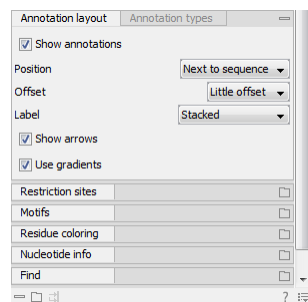 Annotation layout Annotation types
Show annotations
Position Next to sequence
Offset Little offset
Label Stacked
Show arrows
Use gradients
Restriction sites
Motifs
Residue coloring
Nucleotide info
Find
?